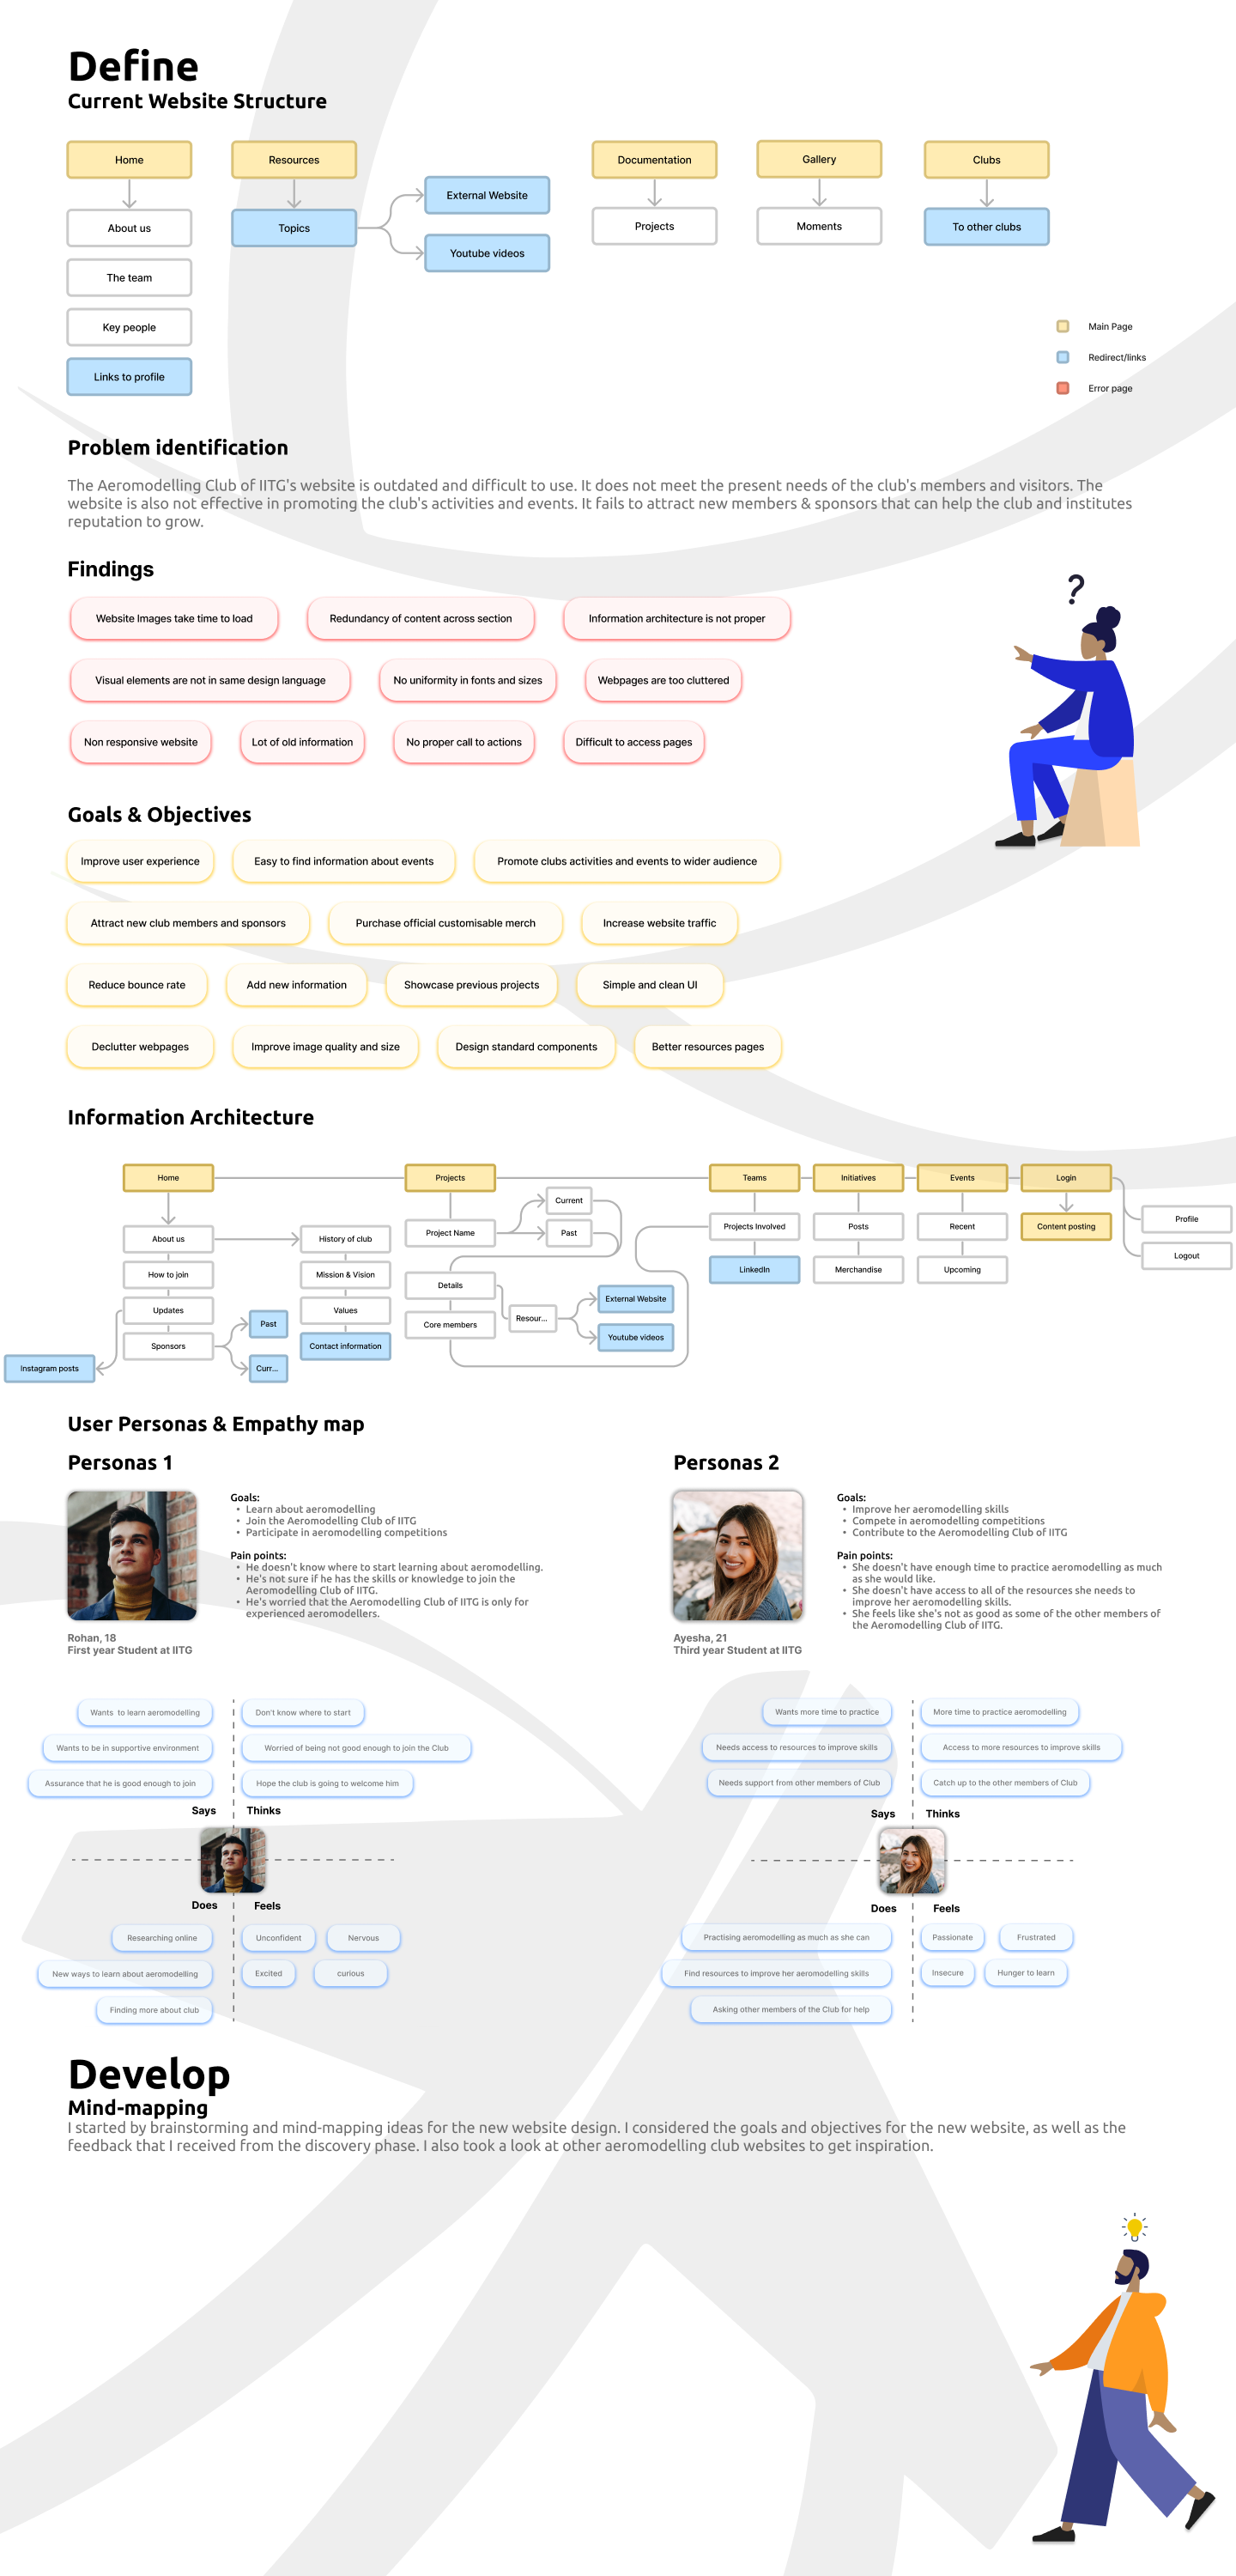 Define
Current Website Structure
Home
Resources
Documentation
Gallery
Clubs
About us
Topics
External Website
Youtube videos
Projects
Moments
To other clubs
The team
Key people
Links to profile
Main Page
Redirect/links
Error page
Problem identification
The Aeromodelling Club of IITG's website is outdated and difficult to use. It does not meet the present needs of the club's members and visitors. The
website is also not effective in promoting the club's activities and events. It fails to attract new members & sponsors that can help the club and institutes
reputation to grow.
Findings
?
Website Images take time to load
Redundancy of content across section
Information architecture is not proper
Visual elements are not in same design language
No uniformity in fonts and sizes
Webpages are too cluttered
Non responsive website
Lot of old information
No proper call to actions
Difficult to access pages
Goals & Objectives
Improve user experience
Easy to find information about events
Promote clubs activities and events to wider audience
Attract new club members and sponsors
Purchase official customisable merch
Increase website traffic
Reduce bounce rate
Add new information
Showcase previous projects
Simple and clean UI
Declutter webpages
Improve image quality and size
Design standard components
Better resources pages
Information Architecture
Home
Projects
Teams
Initiatives
Events
Login
About us
How to join
Updates
Sponsors
Instagram posts
Past
Curr...
History of club
Mission & Vision
Values
Contact information
Project Name
Current
Past
Details
Core members
Resour...
External Website
Youtube videos
Projects Involved
LinkedIn
Posts
Merchandise
Recent
Upcoming
Content posting
Profile
Logout
User Personas & Empathy map
Personas 1
Goals:
• Learn about aeromodelling
• Join the Aeromodelling Club of IITG
• Participate in aeromodelling competitions
Pain points:
• He doesn't know where to start learning about aeromodelling.
• He's not sure if he has the skills or knowledge to join the
Aeromodelling Club of IITG.
• He's worried that the Aeromodelling Club of IITG is only for
experienced aeromodellers.
Rohan, 18
First year Student at IITG
Personas 2
Goals:
• Improve her aeromodelling skills
• Compete in aeromodelling competitions
• Contribute to the Aeromodelling Club of IITG
Pain points:
• She doesn't have enough time to practice aeromodelling as much
as she would like.
• She doesn't have access to all of the resources she needs to
improve her aeromodelling skills.
• She feels like she's not as good as some of the other members of
the Aeromodelling Club of IITG.
Ayesha, 21
Third year Student at IITG
Wants to learn aeromodelling
Wants to be in supportive environment
Assurance that he is good enough to join
Says
Don't know where to start
Worried of being not good enough to join the Club
Hope the club is going to welcome him
Thinks
Does
Researching online
New ways to learn about aeromodelling
Finding more about club
Feels
Unconfident
Nervous
Excited
curious
Wants more time to practice
Needs access to resources to improve skills
Needs support from other members of Club
Says
More time to practice aeromodelling
Access to more resources to improve skills
Catch up to the other members of Club
Thinks
Does
Practising aeromodelling as much as she can
Find resources to improve her aeromodelling skills
Asking other members of the Club for help
Feels
Passionate
Frustrated
Insecure
Hunger to learn
Develop
Mind-mapping
I started by brainstorming and mind-mapping ideas for the new website design. I considered the goals and objectives for the new website, as well as the
feedback that I received from the discovery phase. I also took a look at other aeromodelling club websites to get inspiration.